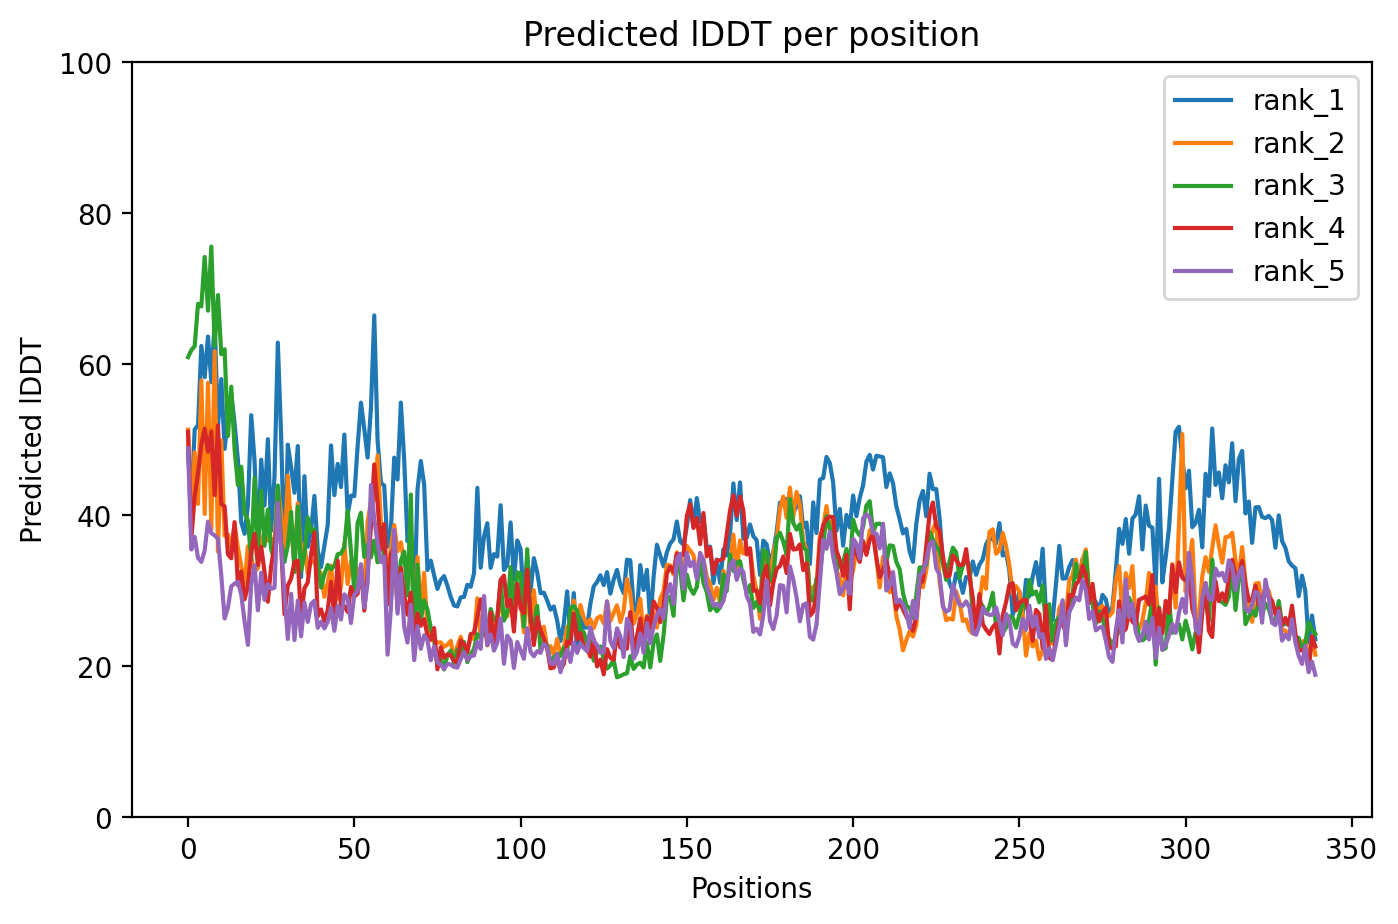 Predicted lDDT per position
100
80
60
40
20
0
Predicted lDDT
0 50 100 150 200 250 300 350
Positions
rank_1
rank_2
rank_3
rank_4
rank_5